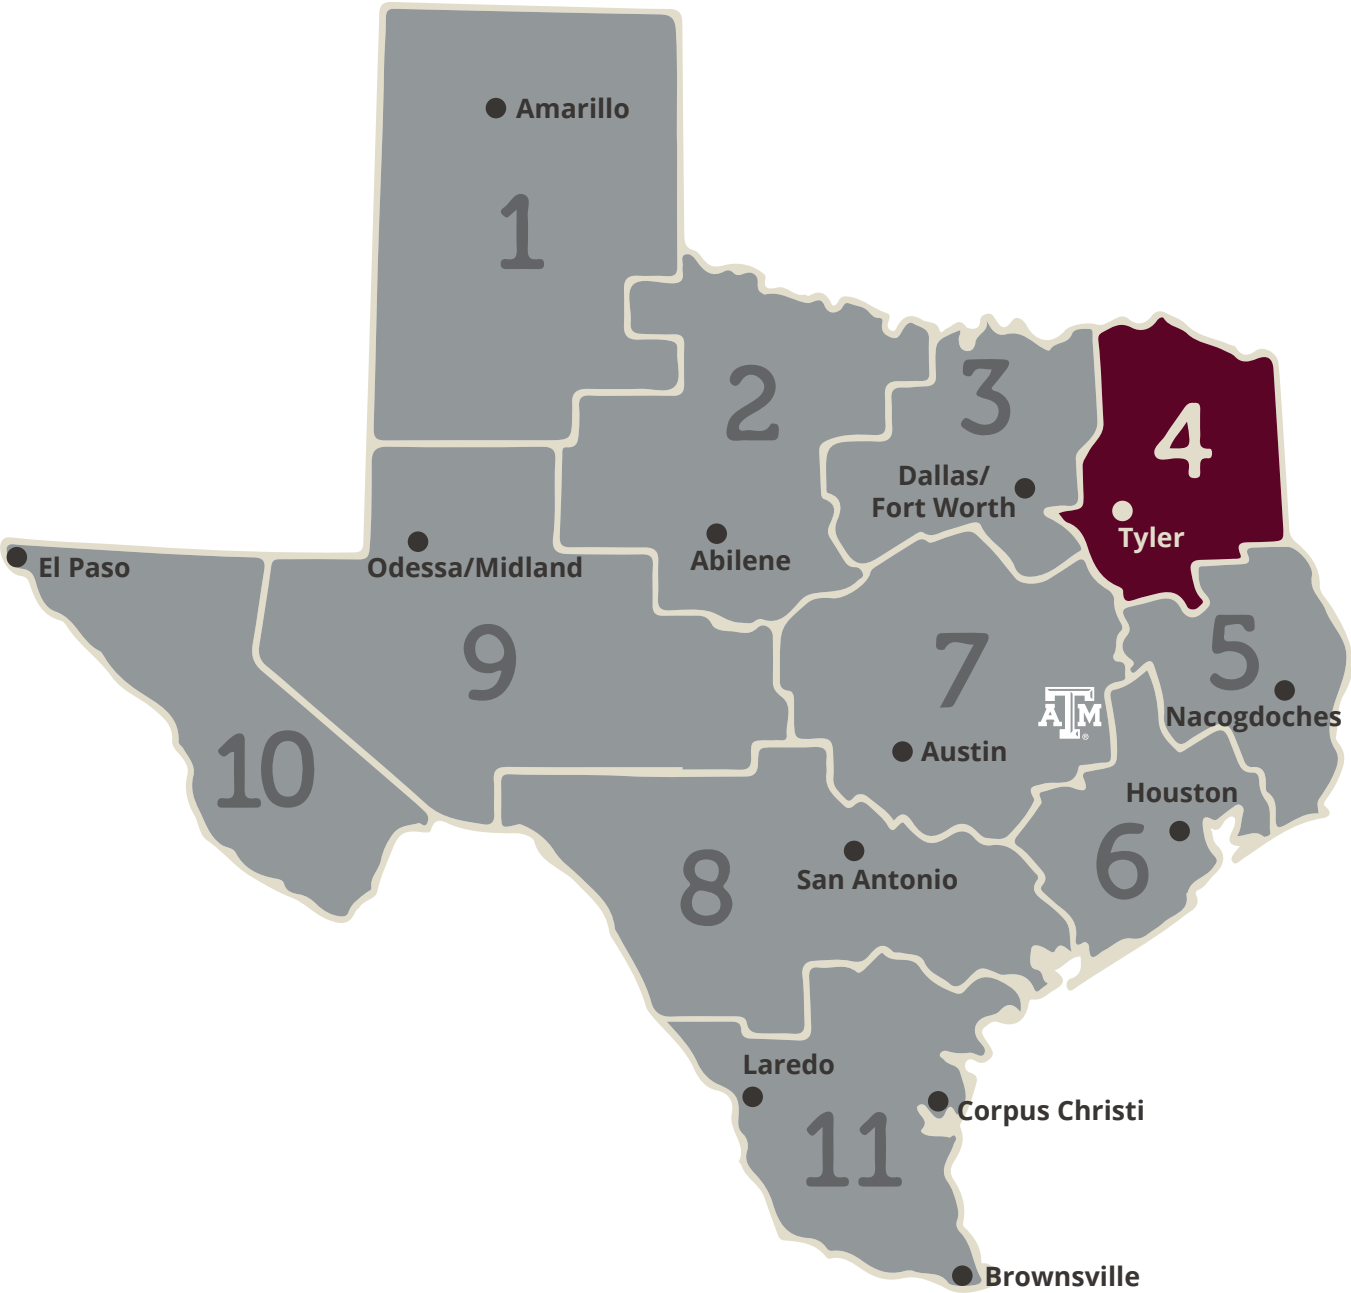 Amarillo
1
2
3
4
Dallas/
Fort Worth
Tyler
El Paso
Odessa/Midland
Abilene
9
7
5
Nacogdoches
ATM
®
Austin
10
Houston
6
8
San Antonio
Laredo
Corpus Christi
11
Brownsville